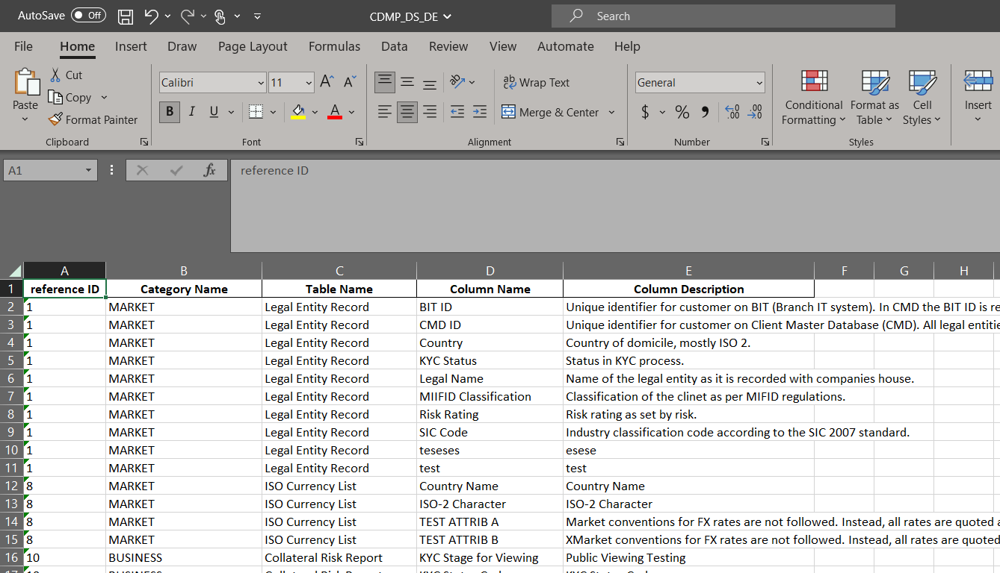 AutoSave Off CDMP_DS_DE Search
File Home Insert Draw Page Layout Formulas Data Review View Automate Help
Paste Cut Copy Format Painter
Clipboard
Calibri 11 A A
B I U A
Font
ab Wrap Text
Merge & Center
Alignment
General
$ % 9 .00
Number
Conditional Formatting Format as Table Cell Styles
Styles
Insert
A1 fx reference ID
A B C D E F G H
1 reference ID Category Name Table Name Column Name Column Description
2 1 MARKET Legal Entity Record BIT ID Unique identifier for customer on BIT (Branch IT system). In CMD the BIT ID is re
3 1 MARKET Legal Entity Record CMD ID Unique identifier for customer on Client Master Database (CMD). All legal entitie
4 1 MARKET Legal Entity Record Country Country of domicile, mostly ISO 2.
5 1 MARKET Legal Entity Record KYC Status Status in KYC process.
6 1 MARKET Legal Entity Record Legal Name Name of the legal entity as it is recorded with companies house.
7 1 MARKET Legal Entity Record MIIFID Classification Classification of the clinet as per MIFID regulations.
8 1 MARKET Legal Entity Record Risk Rating Risk rating as set by risk.
9 1 MARKET Legal Entity Record SIC Code Industry classification code according to the SIC 2007 standard.
10 1 MARKET Legal Entity Record teseses esese
11 1 MARKET Legal Entity Record test test
12 8 MARKET ISO Currency List Country Name Country Name
13 8 MARKET ISO Currency List ISO-2 Character ISO-2 Character
14 8 MARKET ISO Currency List TEST ATTRIB A Market conventions for FX rates are not followed. Instead, all rates are quoted a
15 8 MARKET ISO Currency List TEST ATTRIB B XMarket conventions for FX rates are not followed. Instead, all rates are quoted
16 10 BUSINESS Collateral Risk Report KYC Stage for Viewing Public Viewing Testing